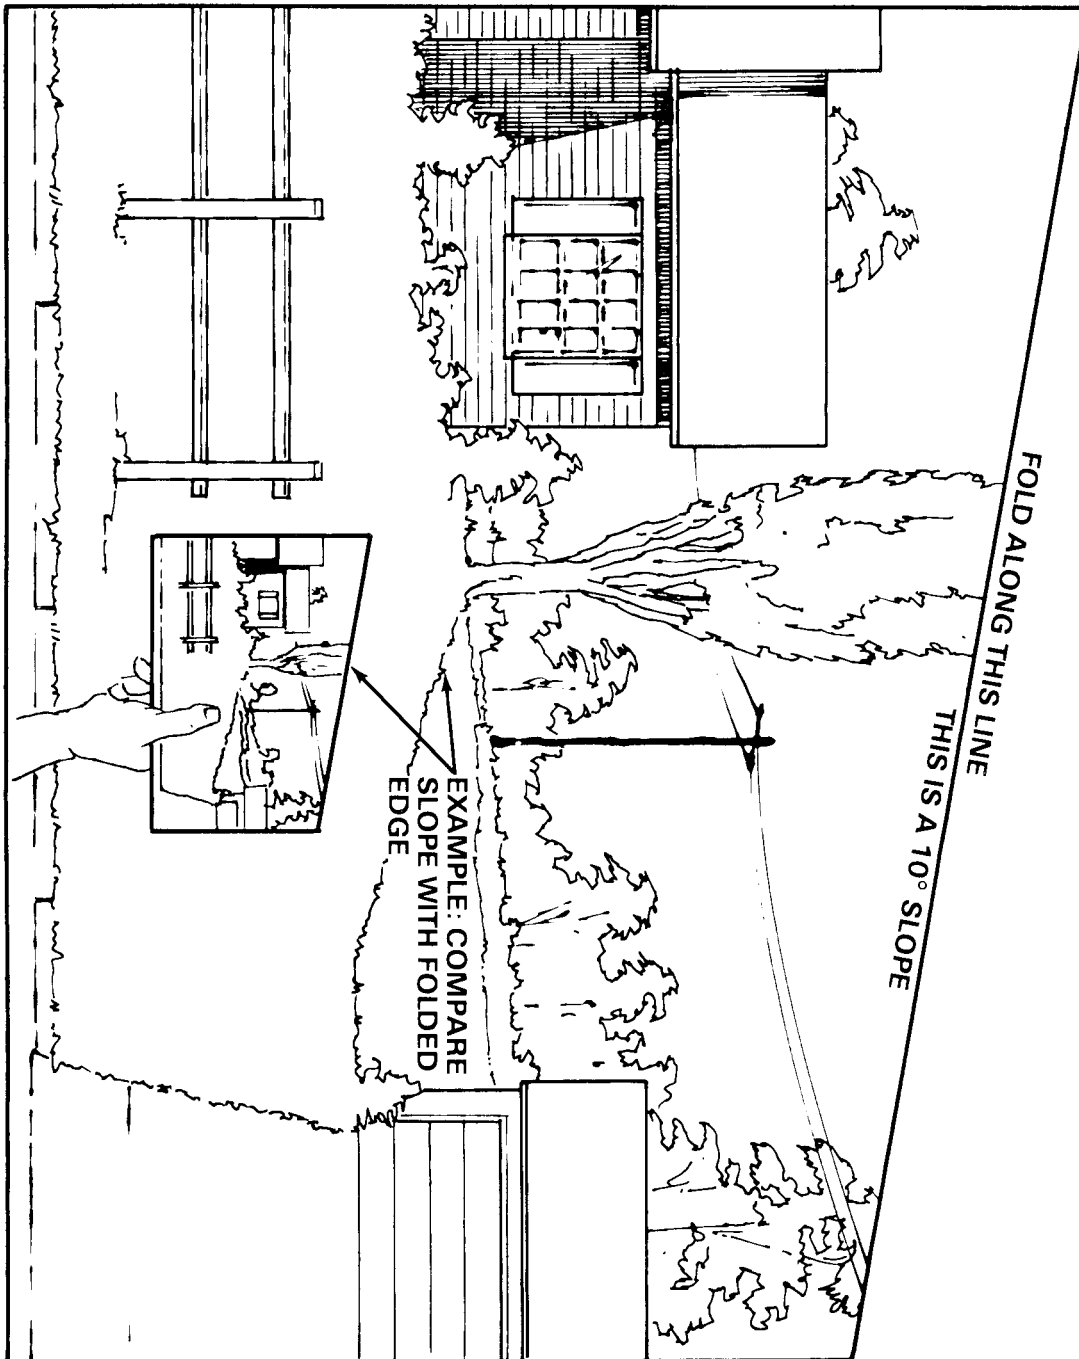 FOLD ALONG THIS LINE
THIS IS A 10° SLOPE
EXAMPLE: COMPARE
SLOPE WITH FOLDED
EDGE